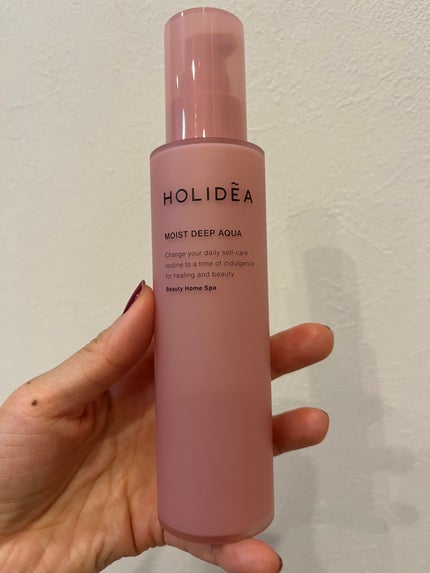 HOLIDẼA
MOIST DEEP AQUA
Change your daily self-care
routine to a time of indulgence
for healing and beauty
Beauty Home Spa